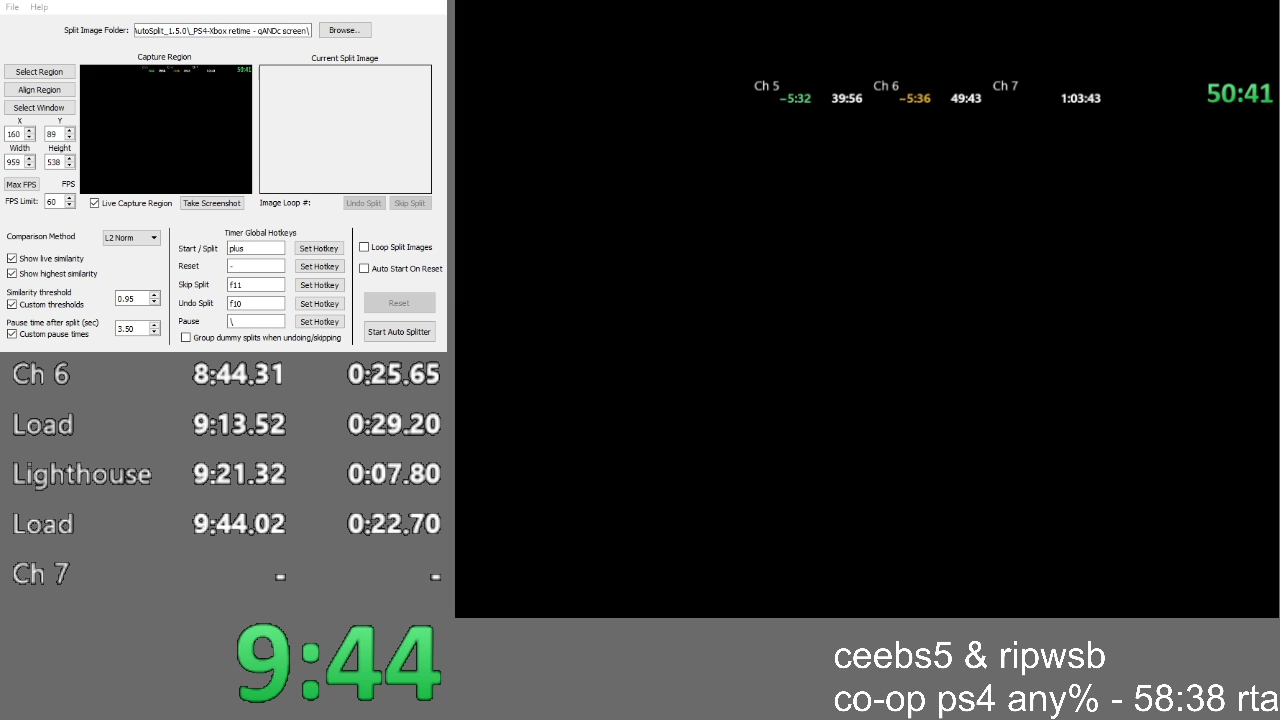 File Help
Split Image Folder: \utoSplit_1.5.0\_PS4-Xbox retime - qANDc screen\ Browse..
Capture Region
Current Split Image
Select Region
Align Region
Select Window
X Y
160 89
Width Height
959 538
Max FPS FPS
FPS Limit: 60
Live Capture Region Take Screenshot Image Loop #: Undo Split Skip Split
Comparison Method L2 Norm
Show live similarity
Show highest similarity
Similarity threshold
Custom thresholds 0.95
Pause time after split (sec)
Custom pause times 3.50
Timer Global Hotkeys
Start / Split plus Set Hotkey
Reset - Set Hotkey
Skip Split f11 Set Hotkey
Undo Split f10 Set Hotkey
Pause \ Set Hotkey
Group dummy splits when undoing/skipping
Loop Split Images
Auto Start On Reset
Reset
Start Auto Splitter
50:41
Ch 5 Ch 6 Ch 7
−5:32 39:56 −5:36 49:43 1:03:43
50:41
Ch 6 8:44.31 0:25.65
Load 9:13.52 0:29.20
Lighthouse 9:21.32 0:07.80
Load 9:44.02 0:22.70
Ch 7 - -
9:44
ceebs5 & ripwsb
co-op ps4 any% - 58:38 rta